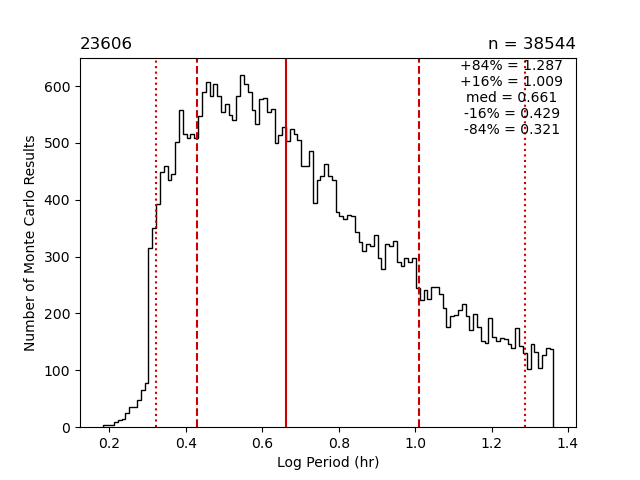 23606
n = 38544
+84% = 1.287
+16% = 1.009
med = 0.661
-16% = 0.429
-84% = 0.321
Number of Monte Carlo Results
600
500
400
300
200
100
0
0.2 0.4 0.6 0.8 1.0 1.2 1.4
Log Period (hr)